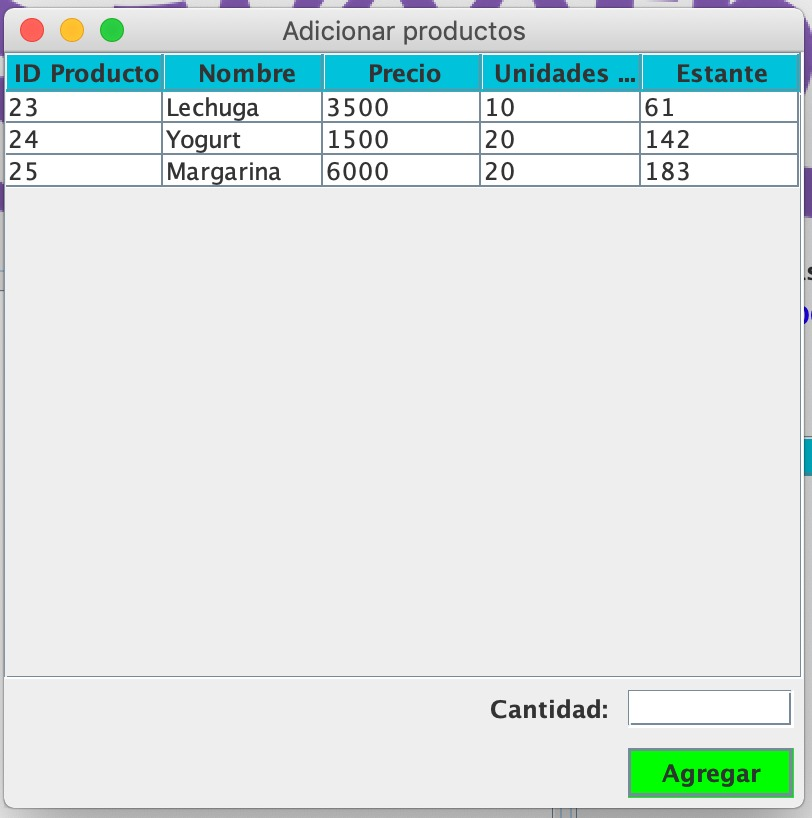 Adicionar productos
ID Producto Nombre Precio Unidades ... Estante
23 Lechuga 3500 10 61
24 Yogurt 1500 20 142
25 Margarina 6000 20 183
Cantidad:
Agregar